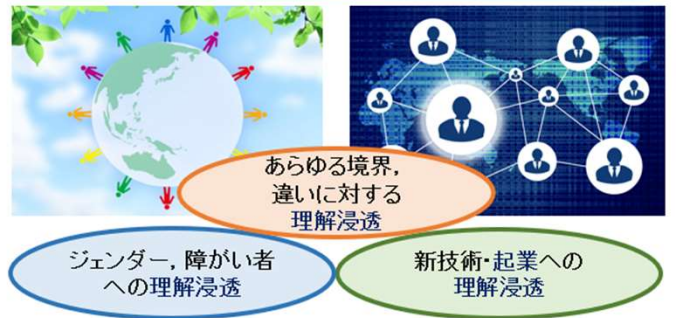 あらゆる境界，
違いに対する
理解浸透
ジェンダー，障がい者
への理解浸透
新技術・起業への
理解浸透